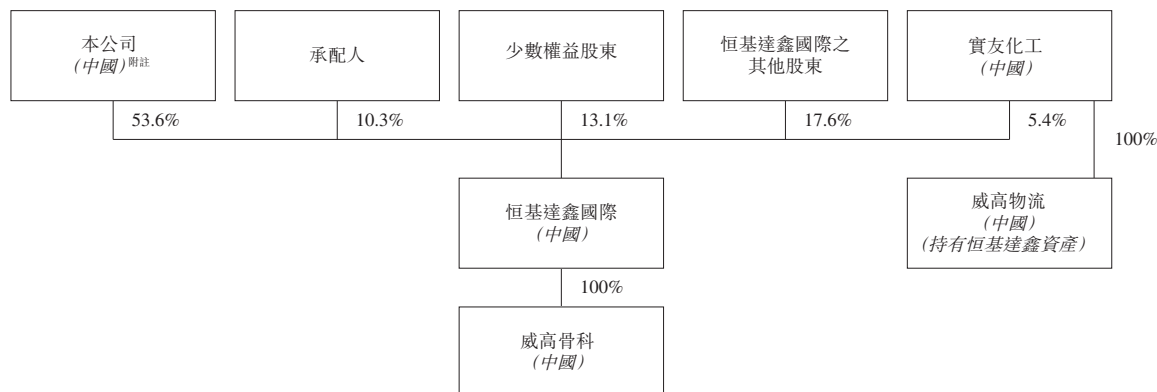 本公司
(中國)附註
承配人
少數權益股東
恒基達鑫國際之
其他股東
實友化工
(中國)
53.6%
10.3%
13.1%
17.6%
5.4%
100%
恒基達鑫國際
(中國)
威高物流
(中國)
(持有恒基達鑫資產)
100%
威高骨科
(中國)